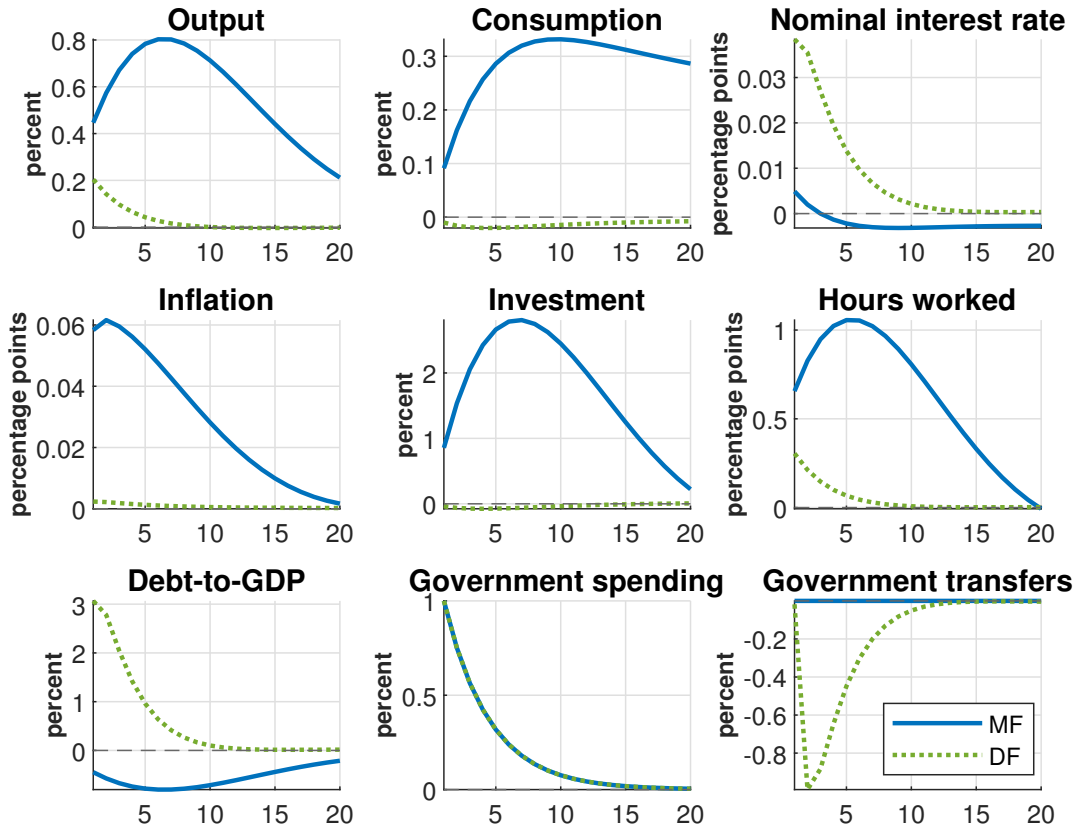 Output
Consumption
Nominal interest rate
percent
0.8
0.6
0.4
0.2
0
5 10 15 20
0.3
0.2
0.1
0
5 10 15 20
percentage points
0.03
0.02
0.01
0
5 10 15 20
Inflation
Investment
Hours worked
percentage points
0.06
0.04
0.02
0
5 10 15 20
percent
2
1
0
5 10 15 20
percentage points
1
0.5
0
5 10 15 20
Debt-to-GDP
Government spending
Government transfers
percent
3
2
1
0
5 10 15 20
percent
1
0.5
0
5 10 15 20
percent
-0.2
-0.4
-0.6
-0.8
5 10 15 20
MF
DF